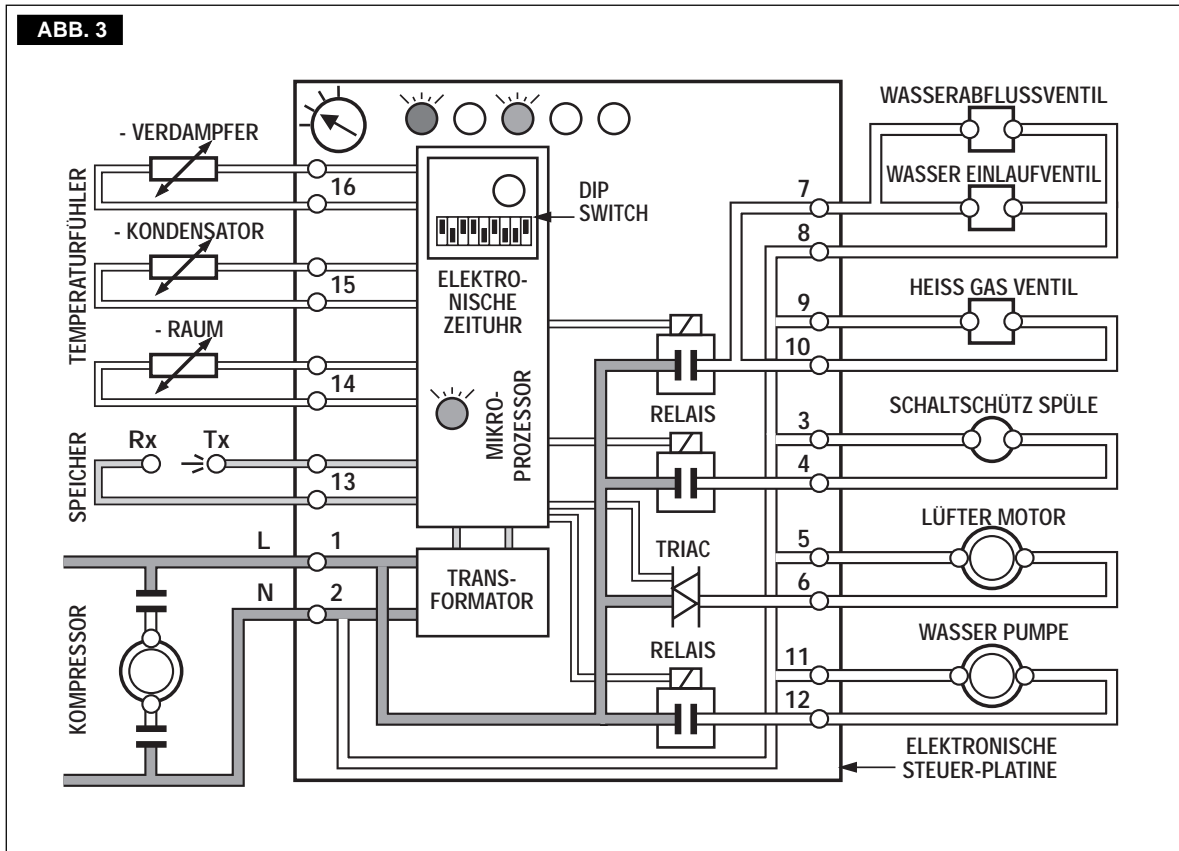 ABB. 3
TEMPERATURFÜHLER
- VERDAMPFER
16
- KONDENSATOR
15
- RAUM
14
SPEICHER
Rx
Tx
13
L
1
N
2
KOMPRESSOR
DIP
SWITCH
ELEKTRO-
NISCHE
ZEITUHR
MIKRO-
PROZESSOR
TRANS-
FORMATOR
RELAIS
TRIAC
RELAIS
WASSERABFLUSSVENTIL
WASSER EINLAUFVENTIL
7
8
HEISS GAS VENTIL
9
10
SCHALTSCHÜTZ SPÜLE
3
4
LÜFTER MOTOR
5
6
WASSER PUMPE
11
12
ELEKTRONISCHE
STEUER-PLATINE